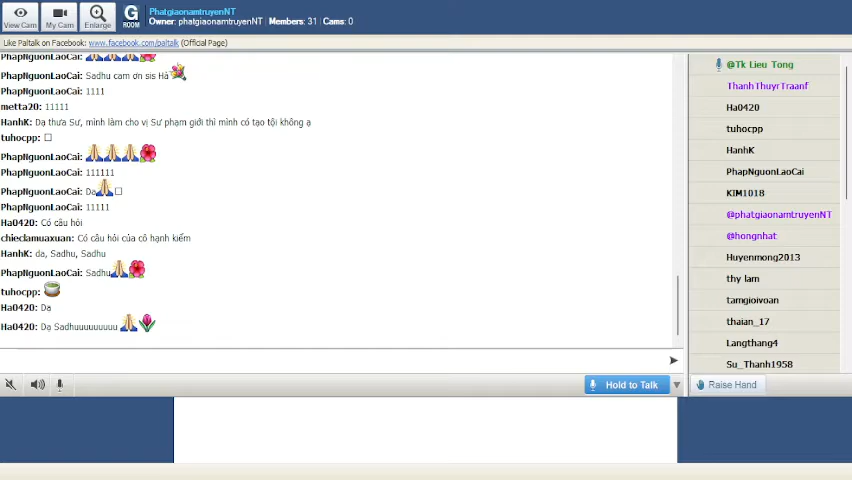 PhatgiaonamtruyenNT
Owner: phatgiaonamtruyenNT | Members: 31 | Cams: 0
View Cam
My Cam
Enlarge
G
ROOM
Like Paltalk on Facebook: www.facebook.com/paltalk (Official Page)
PhapNguonLaoCai:
PhapNguonLaoCai: Sadhu cam ơn sis Hà
PhapNguonLaoCai: 1111
metta20: 11111
HanhK: Dạ thưa Sư, mình làm cho vị Sư phạm giới thì mình có tạo tội không ạ
tuhocpp:
PhapNguonLaoCai:
PhapNguonLaoCai: 111111
PhapNguonLaoCai: Da
PhapNguonLaoCai: 11111
Ha0420: Có câu hỏi
chieclamuaxuan: Có câu hỏi của cô hạnh kiểm
HanhK: da, Sadhu, Sadhu
PhapNguonLaoCai: Sadhu
tuhocpp:
Ha0420: Dạ
Ha0420: Dạ Sadhuuuuuuuuu
@Tk Lieu Tong
ThanhThuyrTraanf
Ha0420
tuhocpp
HanhK
PhapNguonLaoCai
KIM1018
@phatgiaonamtruyenNT
@hongnhat
Huyenmong2013
thy lam
tamgioivoan
thaian_17
Langthang4
Su_Thanh1958
Hold to Talk
Raise Hand